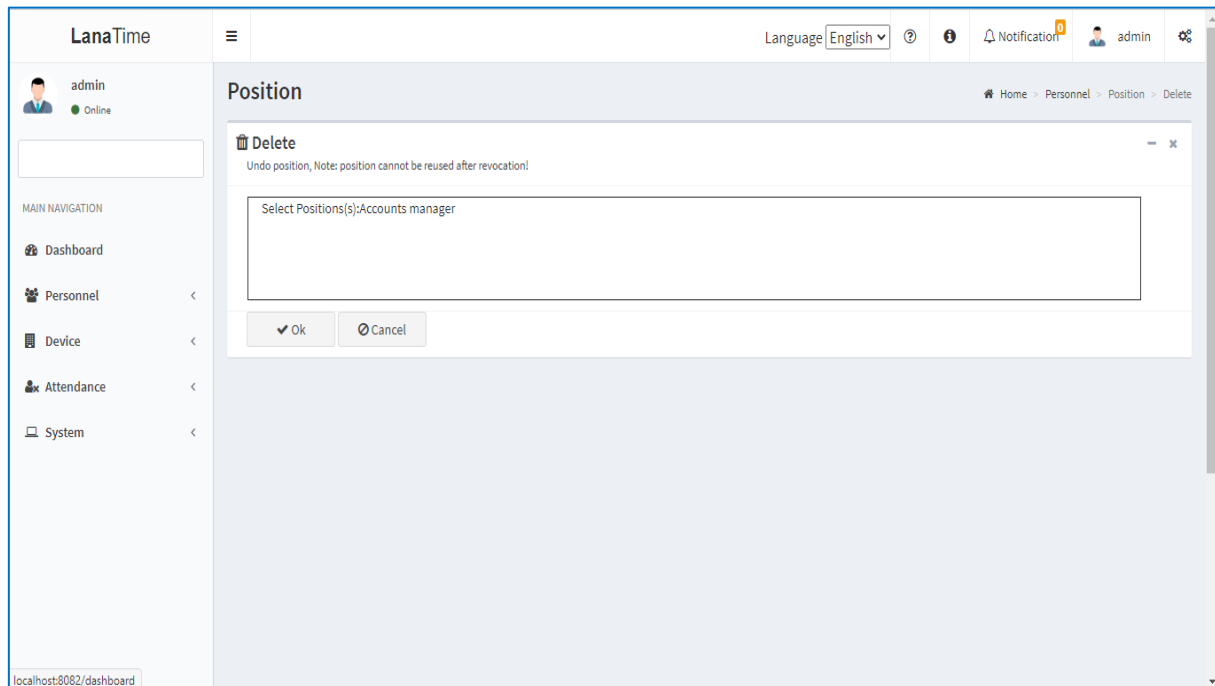 LanaTime
Language English
Notification 0
admin
admin
Online
Position
Home > Personnel > Position > Delete
Delete
Undo position, Note: position cannot be reused after revocation!
MAIN NAVIGATION
Select Positions(s):Accounts manager
Dashboard
Personnel
Ok
Cancel
Device
Attendance
System
localhost:8082/dashboard